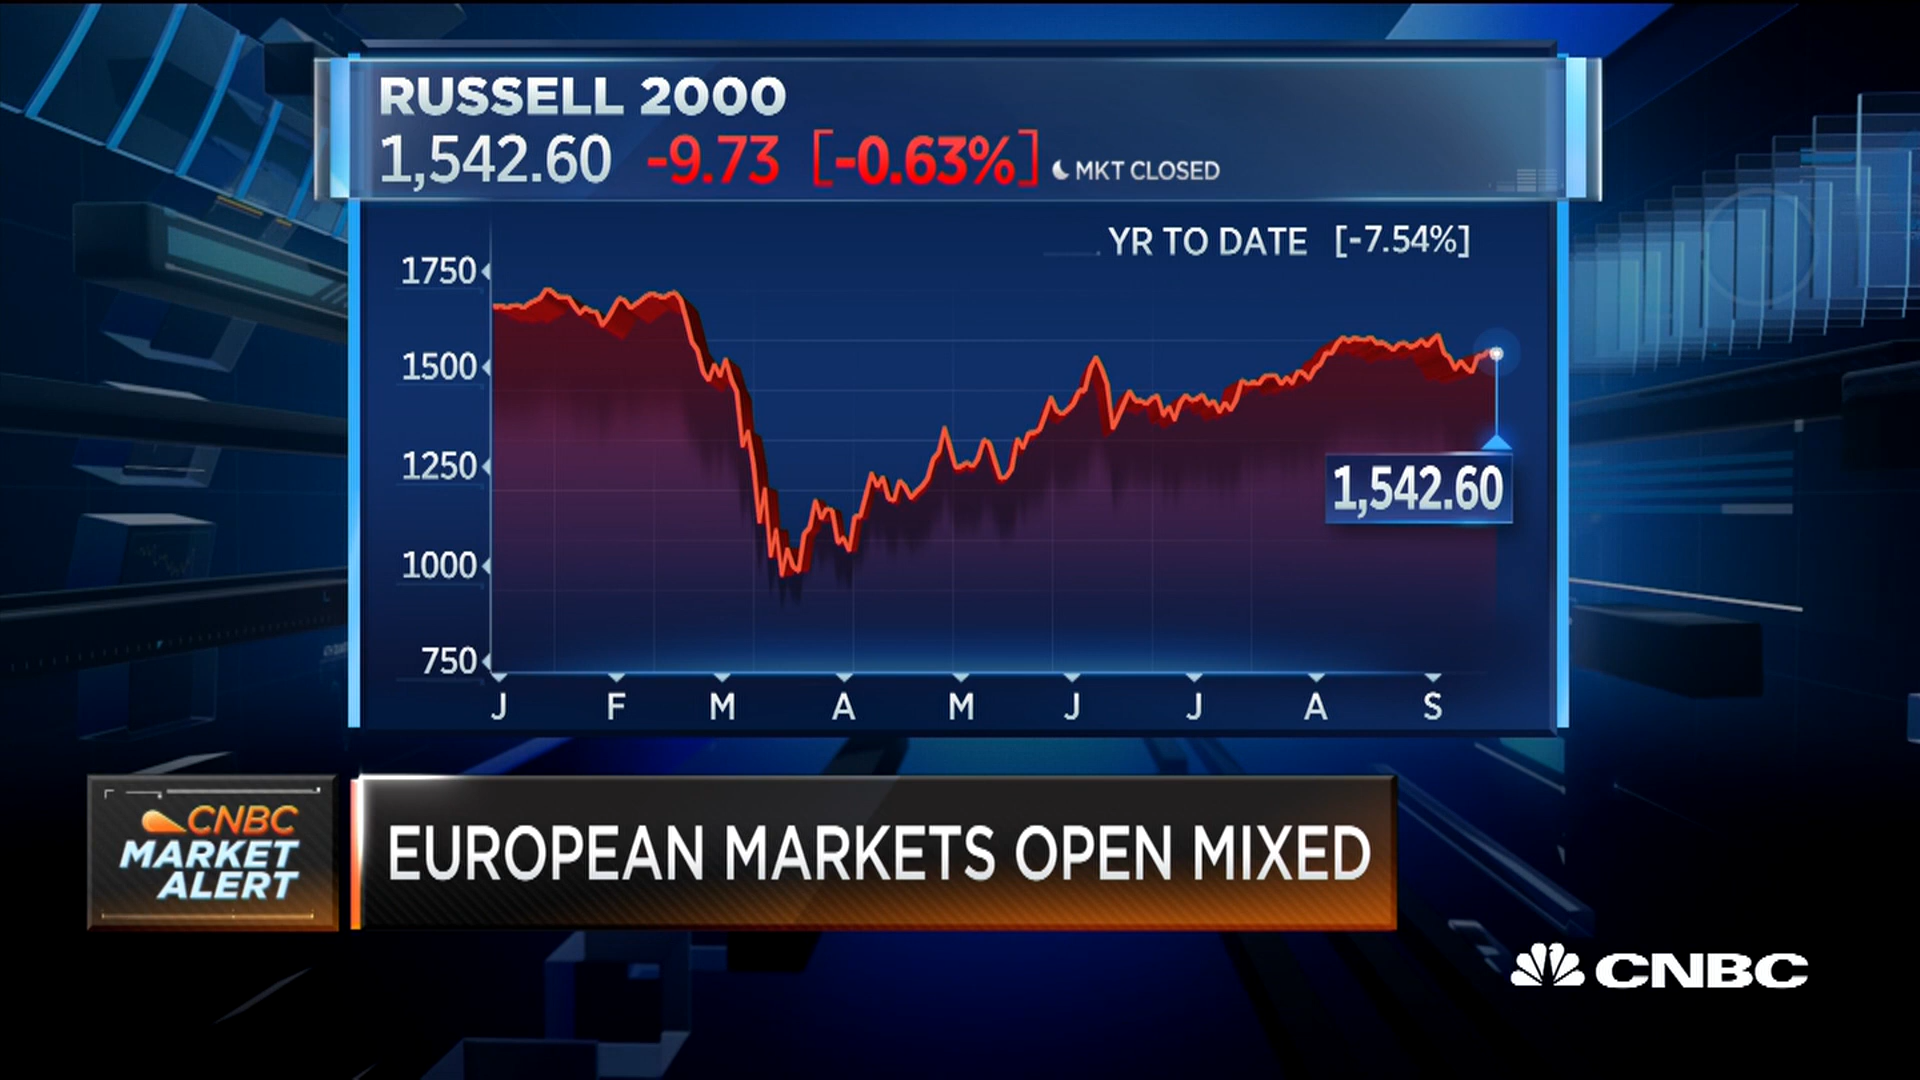 RUSSELL 2000
1,542.60 -9.73 [-0.63%] MKT CLOSED
YR TO DATE [-7.54%]
1750
1500
1250
1000
750
1,542.60
J F M A M J J A S
CNBC
MARKET
ALERT
EUROPEAN MARKETS OPEN MIXED
CNBC